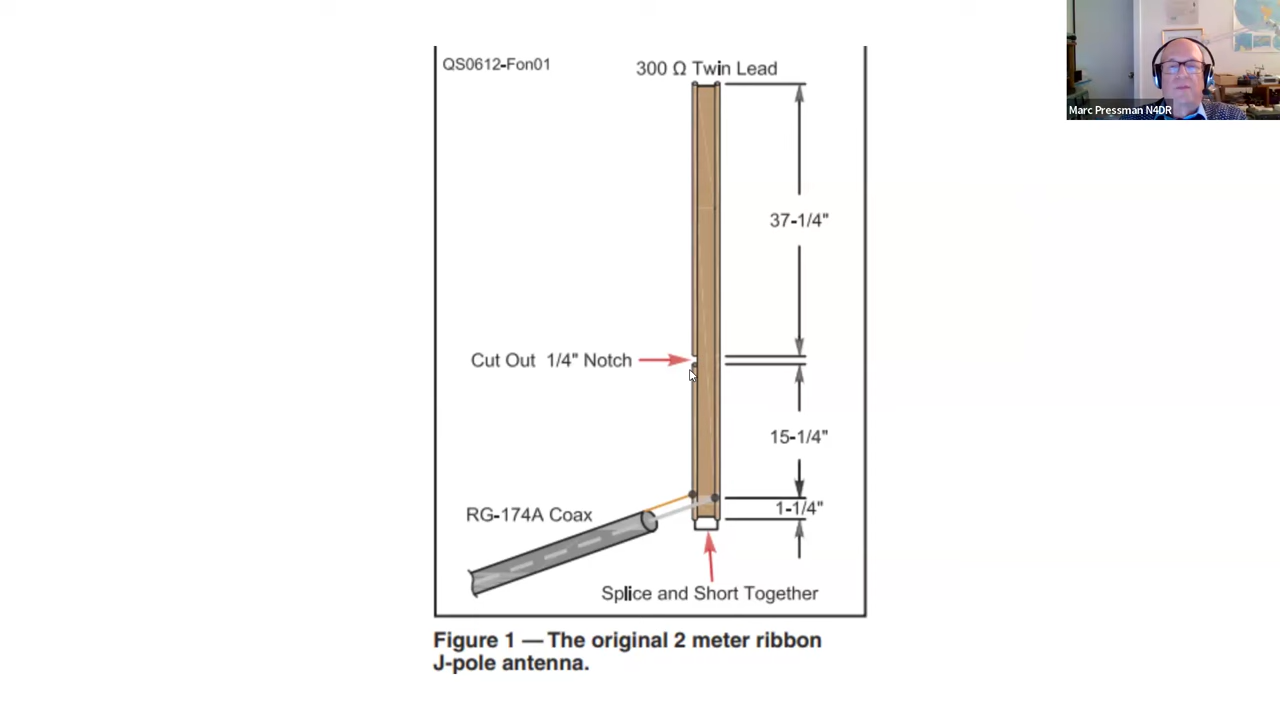 QS0612-Fon01
300 Ω Twin Lead
Marc Pressman N4DR
37-1/4"
Cut Out 1/4" Notch
15-1/4"
1-1/4"
RG-174A Coax
Splice and Short Together
Figure 1 — The original 2 meter ribbon
J-pole antenna.